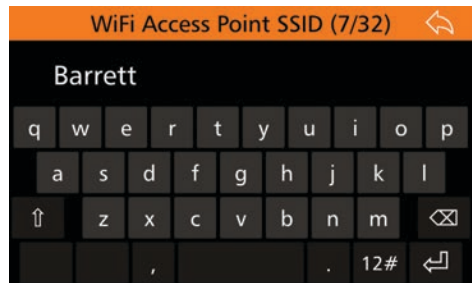 WiFi Access Point SSID (7/32)
Barrett
q w e r t y u i o p
a s d f g h j k l
z x c v b n m
, . 12#